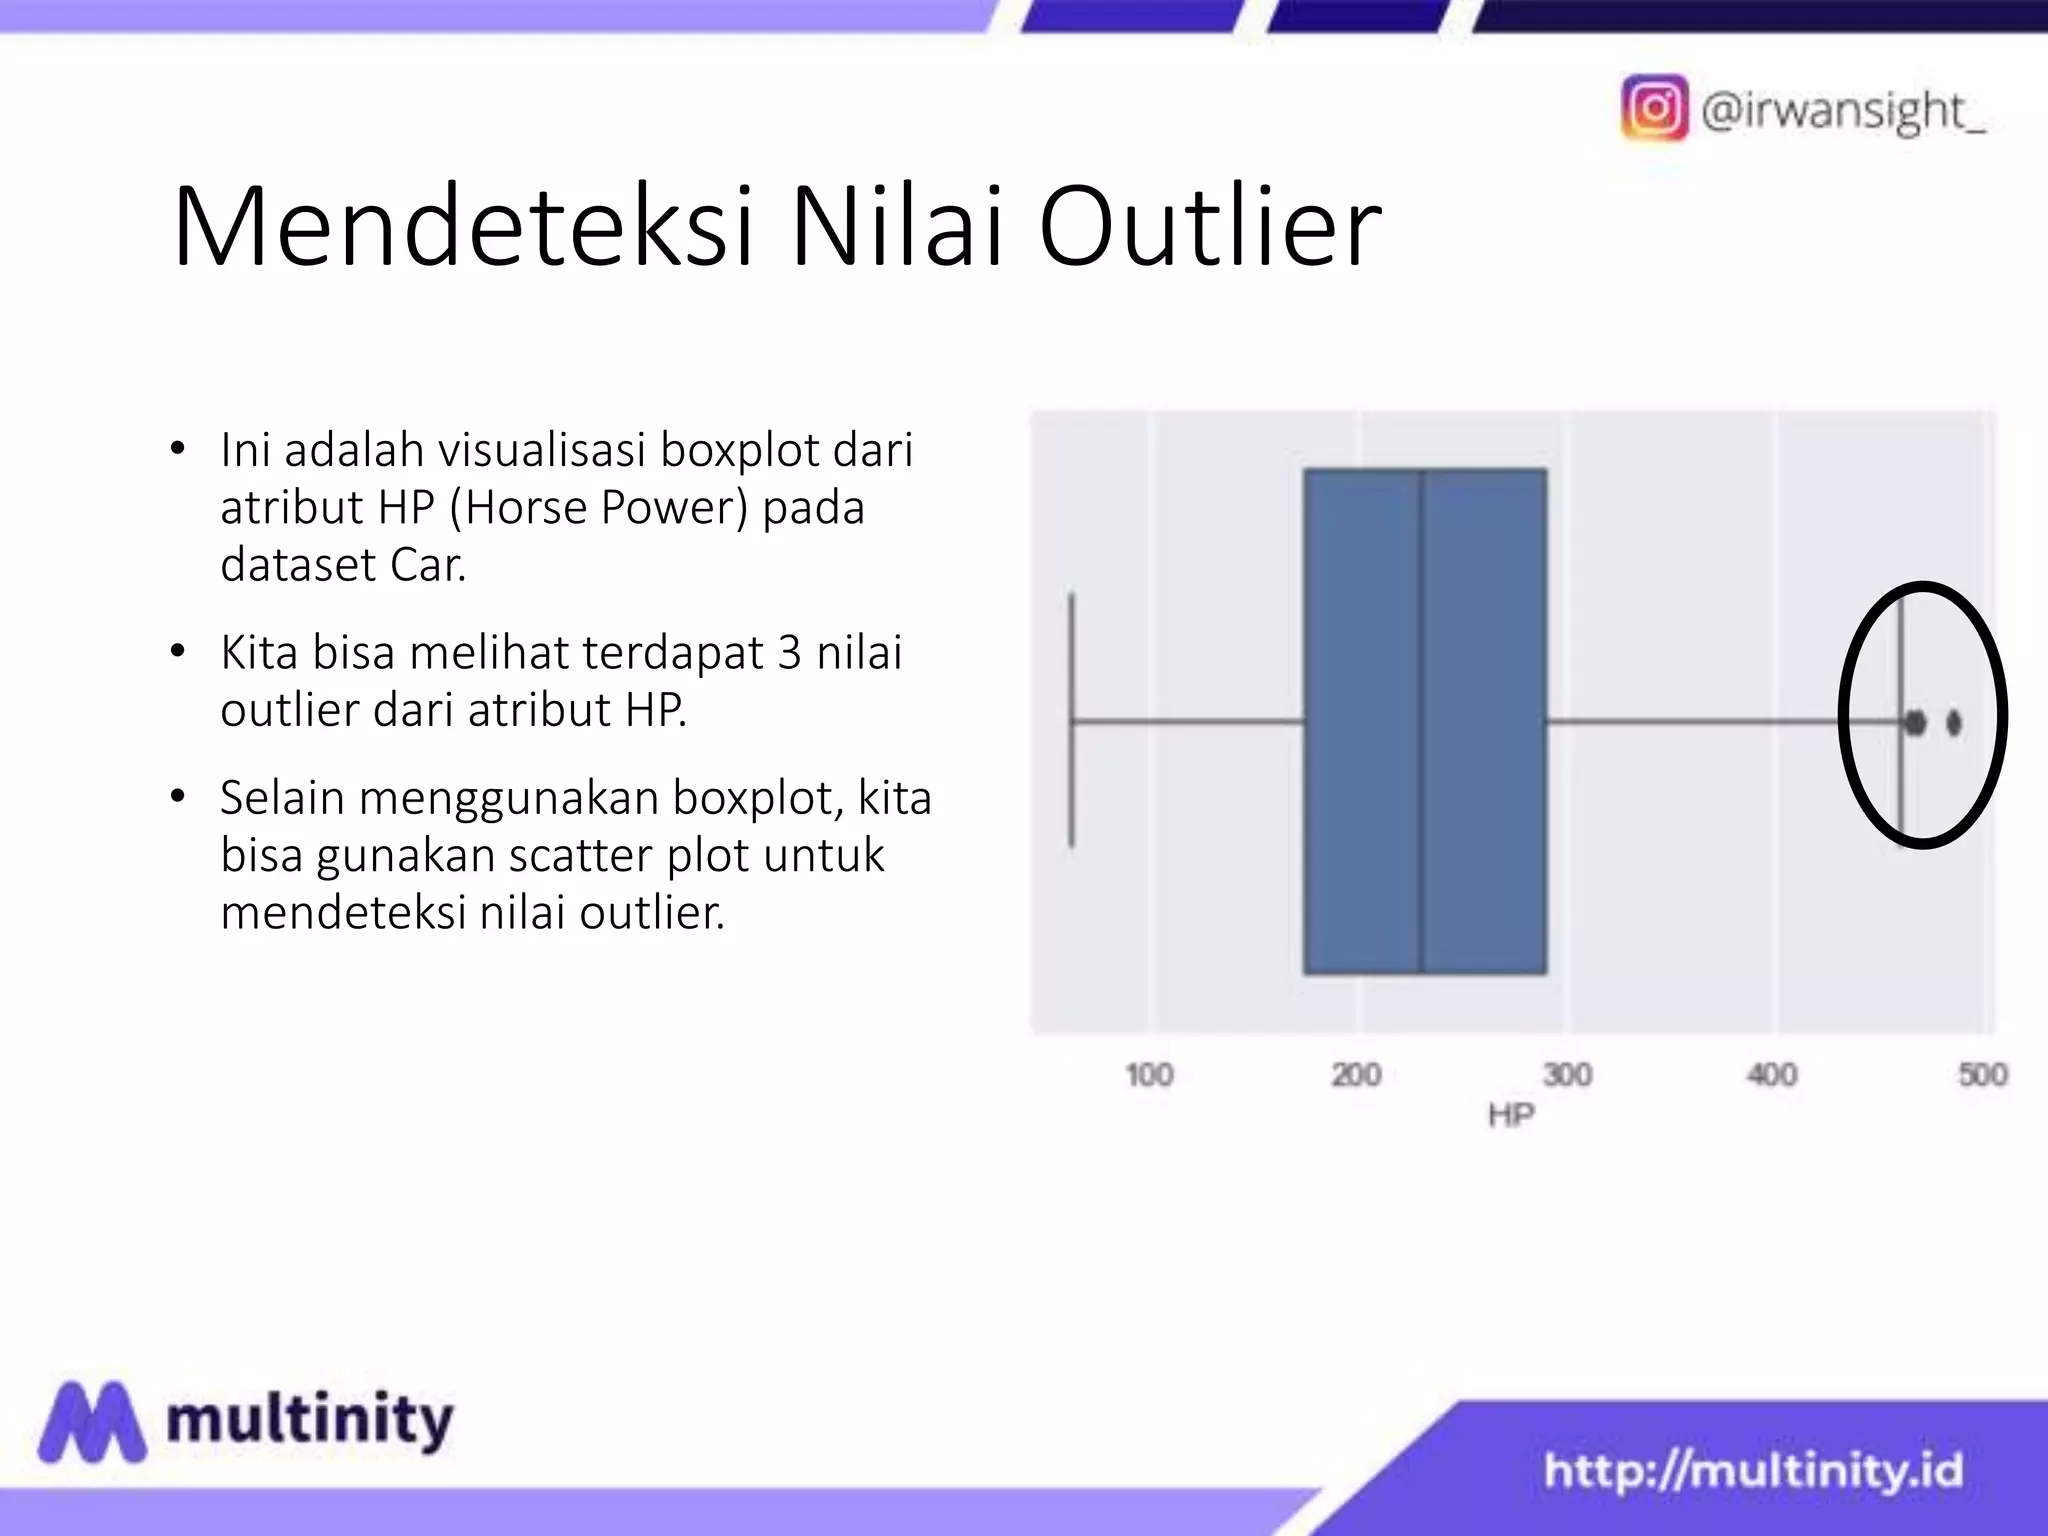 @irwansight_
Mendeteksi Nilai Outlier
• Ini adalah visualisasi boxplot dari
atribut HP (Horse Power) pada
dataset Car.
• Kita bisa melihat terdapat 3 nilai
outlier dari atribut HP.
• Selain menggunakan boxplot, kita
bisa gunakan scatter plot untuk
mendeteksi nilai outlier.
100 200 300 400 500
HP
multinity
http://multinity.id